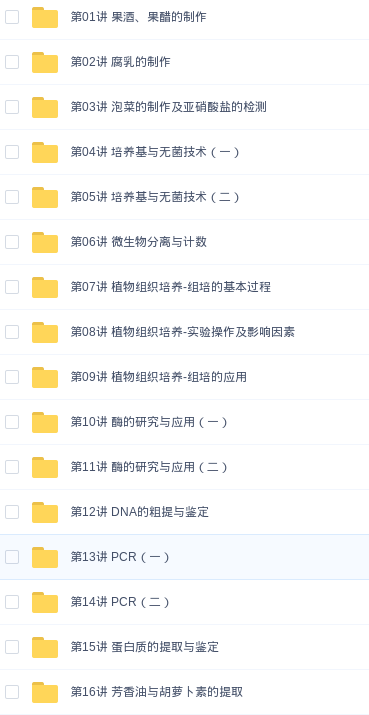 第01讲 果酒、果醋的制作
第02讲 腐乳的制作
第03讲 泡菜的制作及亚硝酸盐的检测
第04讲 培养基与无菌技术（一）
第05讲 培养基与无菌技术（二）
第06讲 微生物分离与计数
第07讲 植物组织培养-组培的基本过程
第08讲 植物组织培养-实验操作及影响因素
第09讲 植物组织培养-组培的应用
第10讲 酶的研究与应用（一）
第11讲 酶的研究与应用（二）
第12讲 DNA的粗提与鉴定
第13讲 PCR（一）
第14讲 PCR（二）
第15讲 蛋白质的提取与鉴定
第16讲 芳香油与胡萝卜素的提取